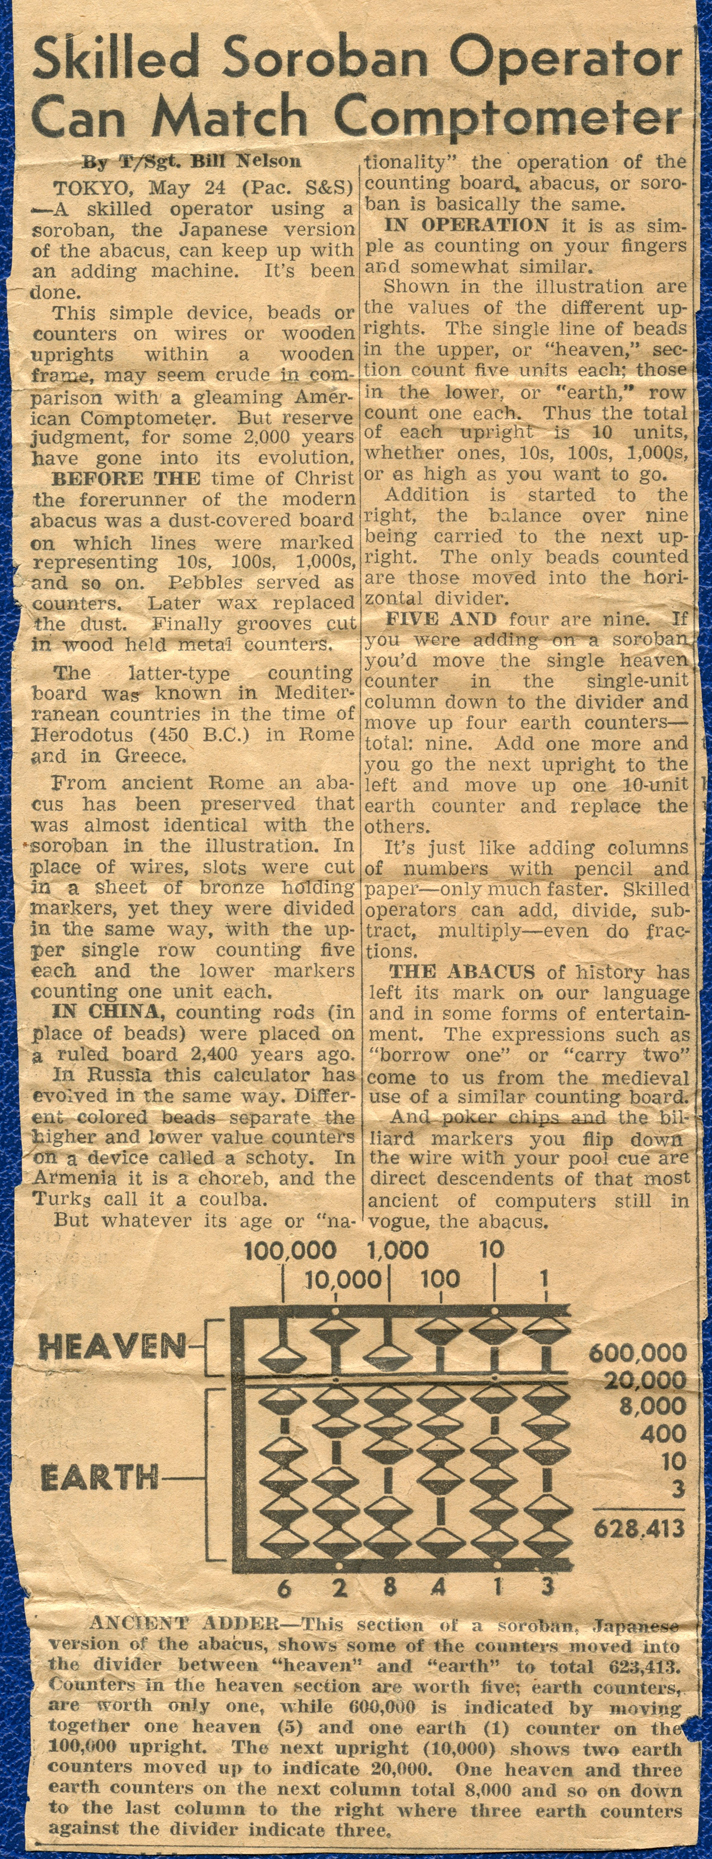 Skilled Soroban Operator
Can Match Comptometer
By T/Sgt. Bill Nelson
TOKYO, May 24 (Pac. S&S)
—A skilled operator using a
soroban, the Japanese version
of the abacus, can keep up with
an adding machine. It's been
done.
This simple device, beads or
counters on wires or wooden
uprights within a wooden
frame, may seem crude in com-
parison with a gleaming Amer-
ican Comptometer. But reserve
judgment, for some 2,000 years
have gone into its evolution.
BEFORE THE time of Christ
the forerunner of the modern
abacus was a dust-covered board
on which lines were marked
representing 10s, 100s, 1,000s,
and so on. Pebbles served as
counters. Later wax replaced
the dust. Finally grooves cut
in wood held metal counters.
The latter-type counting
board was known in Mediter-
ranean countries in the time of
Herodotus (450 B.C.) in Rome
and in Greece.
From ancient Rome an aba-
cus has been preserved that
was almost identical with the
soroban in the illustration. In
place of wires, slots were cut
in a sheet of bronze holding
markers, yet they were divided
in the same way, with the up-
per single row counting five
each and the lower markers
counting one unit each.
IN CHINA, counting rods (in
place of beads) were placed on
a ruled board 2,400 years ago.
In Russia this calculator has
evolved in the same way. Differ-
ent colored beads separate the
higher and lower value counters
on a device called a schoty. In
Armenia it is a choreb, and the
Turks call it a coulba.
But whatever its age or "na-
tionality" the operation of the
counting board, abacus, or soro-
ban is basically the same.
IN OPERATION it is as sim-
ple as counting on your fingers
and somewhat similar.
Shown in the illustration are
the values of the different up-
rights. The single line of beads
in the upper, or "heaven," sec-
tion count five units each; those
in the lower, or "earth," row
count one each. Thus the total
of each upright is 10 units,
whether ones, 10s, 100s, 1,000s,
or as high as you want to go.
Addition is started to the
right, the balance over nine
being carried to the next up-
right. The only beads counted
are those moved into the hori-
zontal divider.
FIVE AND four are nine. If
you were adding on a soroban
you'd move the single heaven
counter in the single-unit
column down to the divider and
move up four earth counters—
total: nine. Add one more and
you go the next upright to the
left and move up one 10-unit
earth counter and replace the
others.
It's just like adding columns
of numbers with pencil and
paper—only much faster. Skilled
operators can add, divide, sub-
tract, multiply—even do frac-
tions.
THE ABACUS of history has
left its mark on our language
and in some forms of entertain-
ment. The expressions such as
"borrow one" or "carry two"
come to us from the medieval
use of a similar counting board.
And poker chips and the bil-
liard markers you flip down
the wire with your pool cue are
direct descendents of that most
ancient of computers still in
vogue, the abacus.
100,000 1,000 10
10,000 100 1
HEAVEN
600,000
20,000
8,000
400
EARTH
10
3
628,413
6 2 8 4 1 3
ANCIENT ADDER—This section of a soroban, Japanese
version of the abacus, shows some of the counters moved into
the divider between "heaven" and "earth" to total 623,413.
Counters in the heaven section are worth five; earth counters,
are worth only one, while 600,000 is indicated by moving
together one heaven (5) and one earth (1) counter on the
100,000 upright. The next upright (10,000) shows two earth
counters moved up to indicate 20,000. One heaven and three
earth counters on the next column total 8,000 and so on down
to the last column to the right where three earth counters
against the divider indicate three.